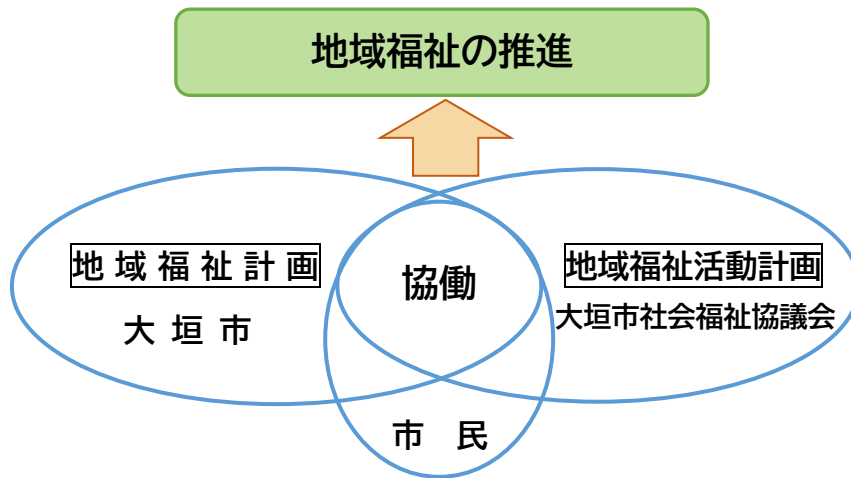 地域福祉の推進
地域福祉計画
大垣市
協働
地域福祉活動計画
大垣市社会福祉協議会
市　民